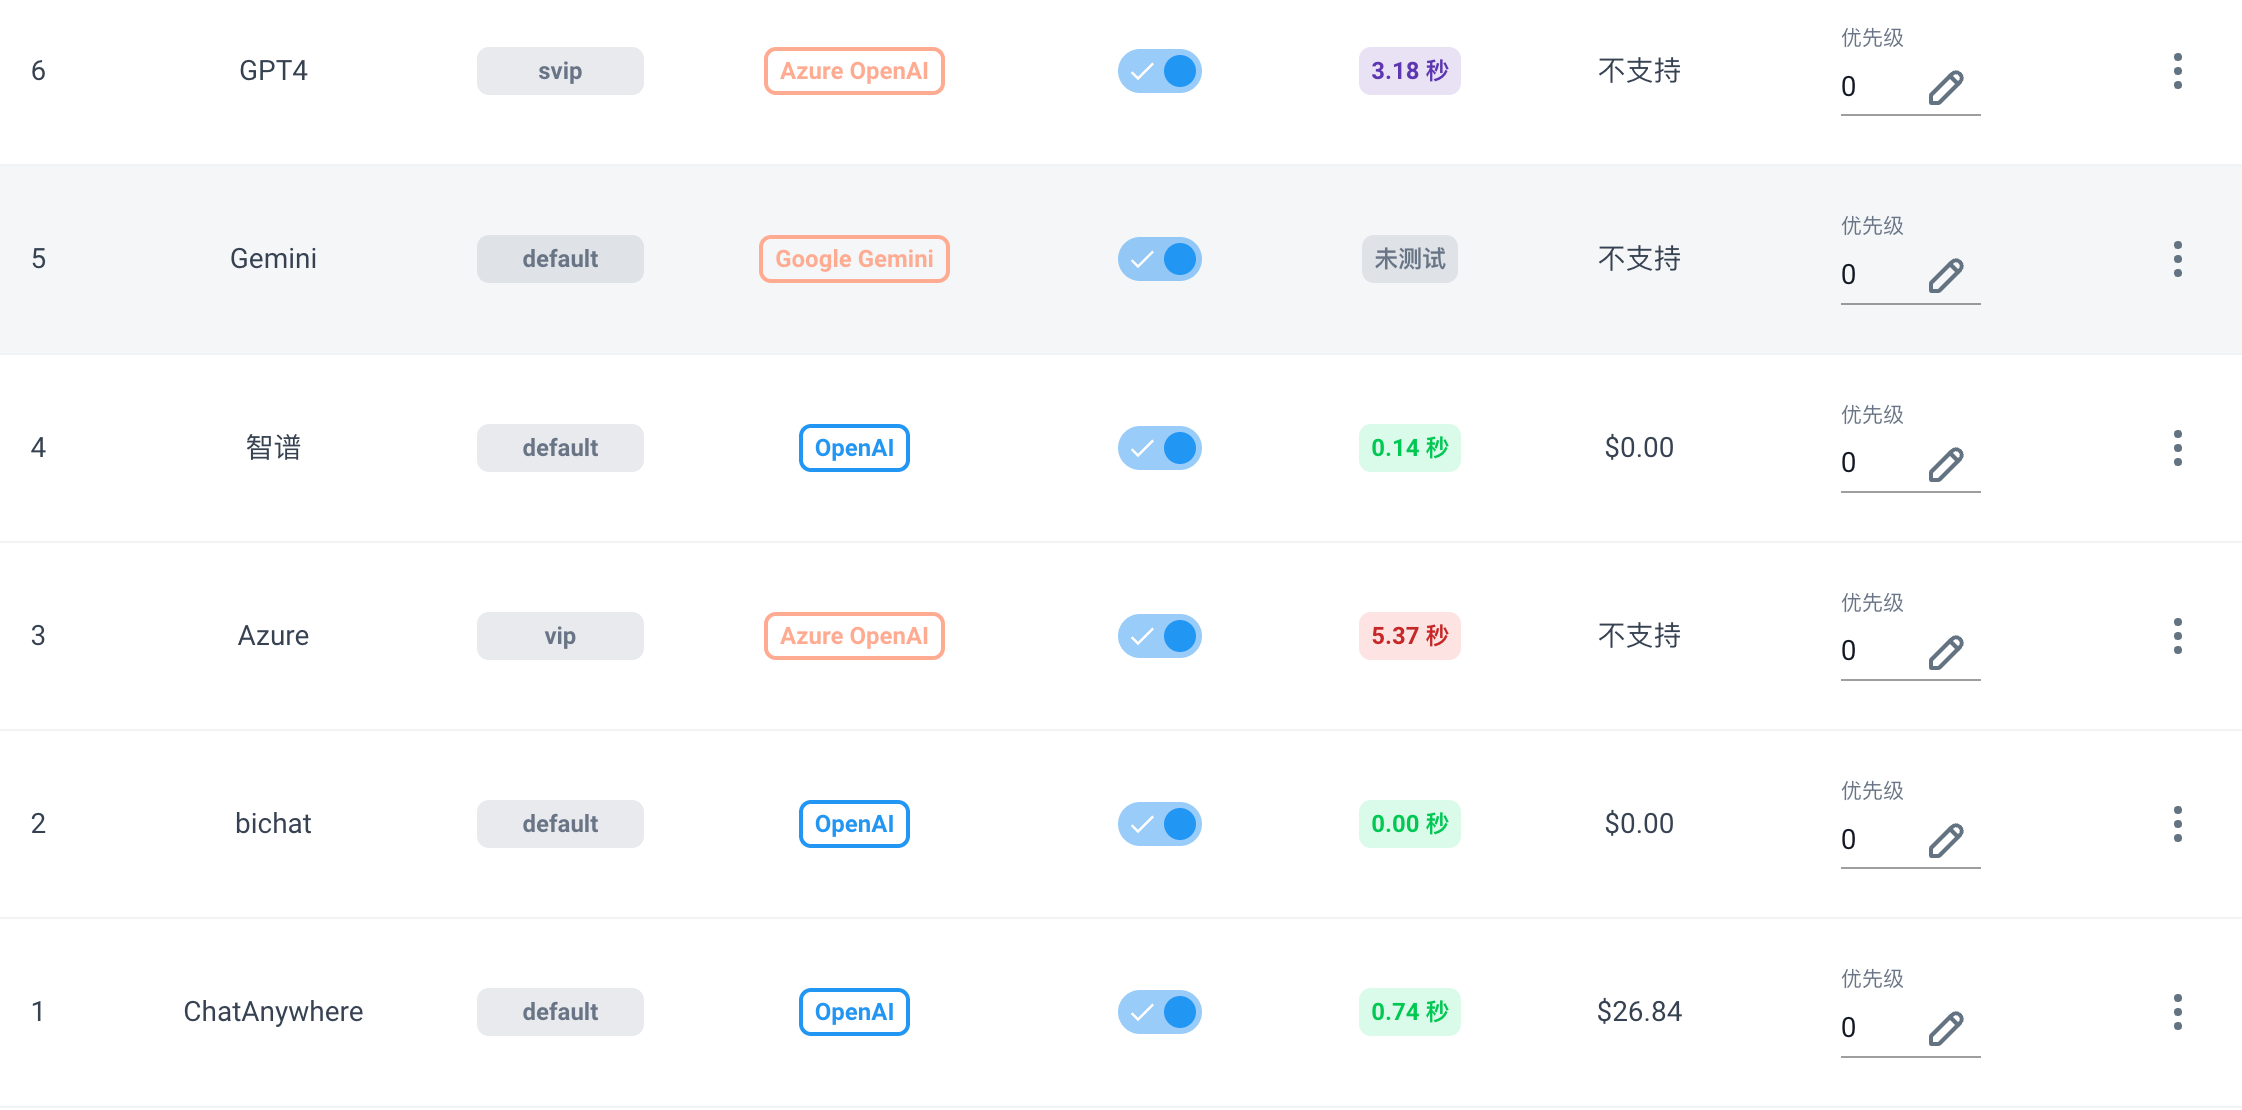 优先级
6 GPT4 svip Azure OpenAI 3.18 秒 不支持 0
优先级
5 Gemini default Google Gemini 未测试 不支持 0
优先级
4 智谱 default OpenAI 0.14 秒 $0.00 0
优先级
3 Azure vip Azure OpenAI 5.37 秒 不支持 0
优先级
2 bichat default OpenAI 0.00 秒 $0.00 0
优先级
1 ChatAnywhere default OpenAI 0.74 秒 $26.84 0